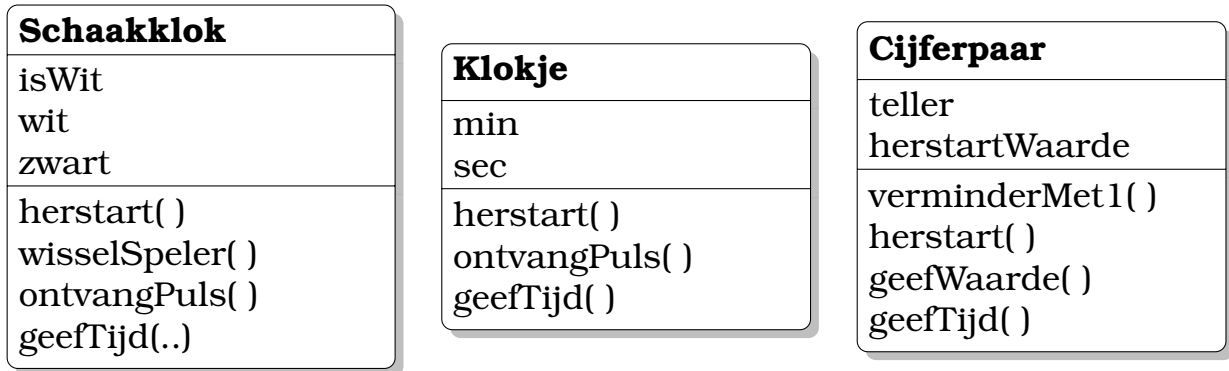 Schaakklok
isWit
wit
zwart
herstart( )
wisselSpeler( )
ontvangPuls( )
geefTijd(..)
Klokje
min
sec
herstart( )
ontvangPuls( )
geefTijd( )
Cijferpaar
teller
herstartWaarde
verminderMet1( )
herstart( )
geefWaarde( )
geefTijd( )